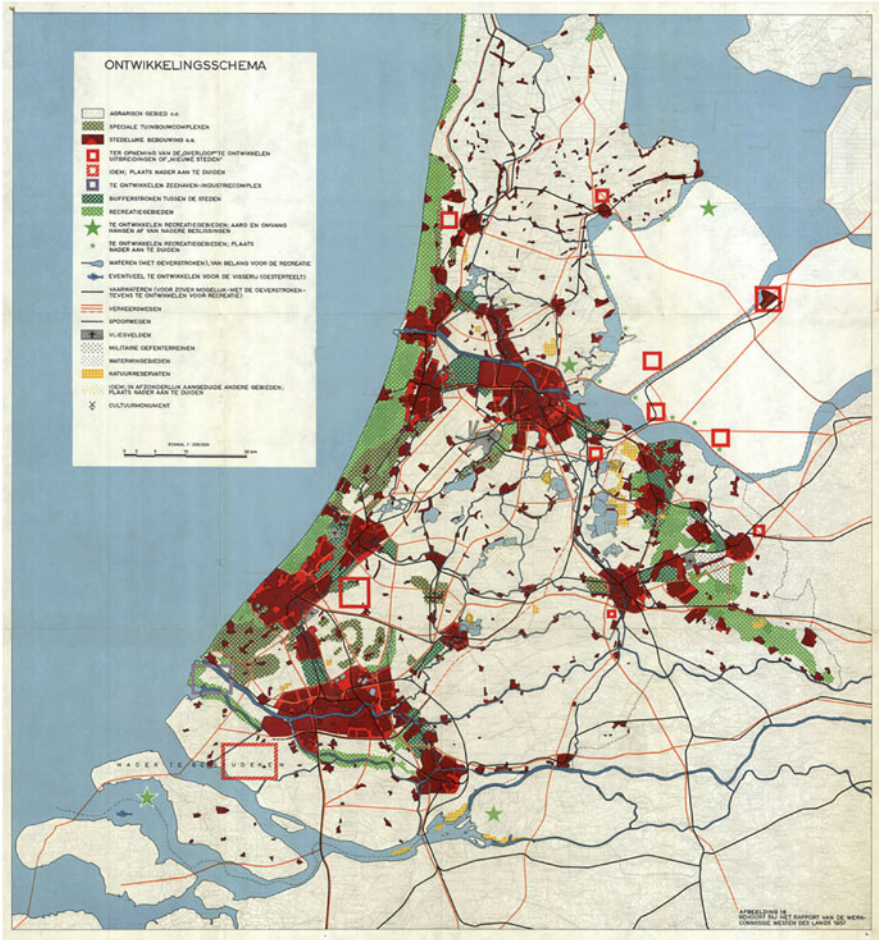 ONTWIKKELINGSSCHEMA
AGRARISCH GEBIED e.e.
SPECIALE TUINBOUWCOMPLEXEN
STEDELIJKE BEBOUWING e.e.
TER OPNEMING VAN DE „OVERLOOP" TE ONTWIKKELEN
UITBREIDINGEN OF „NIEUWE STEDEN"
IDEM; PLAATS NADER AAN TE DUIDEN
TE ONTWIKKELEN ZEEHAVEN-INDUSTRIECOMPLEX
BUFFERSTROKEN TUSSEN DE STEDEN
RECREATIEGEBIEDEN
TE ONTWIKKELEN RECREATIEGEBIEDEN; AARD EN OMVANG
HANGEN AF VAN NADERE BESLISSINGEN
TE ONTWIKKELEN RECREATIEGEBIEDEN; PLAATS
NADER AAN TE DUIDEN
WATEREN (MET OEVERSTROKEN), VAN BELANG VOOR DE RECREATIE
EVENTUEEL TE ONTWIKKELEN VOOR DE VISSERIJ (OESTERTEELT)
VAARWATEREN (VOOR ZOVER MOGELIJK-MET DE OEVERSTROKEN-
TEVENS TE ONTWIKKELEN VOOR RECREATIE)
VERKEERSWEGEN
SPOORWEGEN
VLIEGVELDEN
MILITAIRE OEFENTERREINEN
WATERWINGEBIEDEN
NATUURRESERVATEN
IDEM; IN AFZONDERLIJK AANGEDUIDE ANDERE GEBIEDEN;
PLAATS NADER AAN TE DUIDEN
CULTUURMONUMENT
SCHAAL
NADER TE
AFBEELDING 18
BEHOORT BIJ HET RAPPORT VAN DE WERK-
COMMISSIE WESTEN DES LANDS 1957